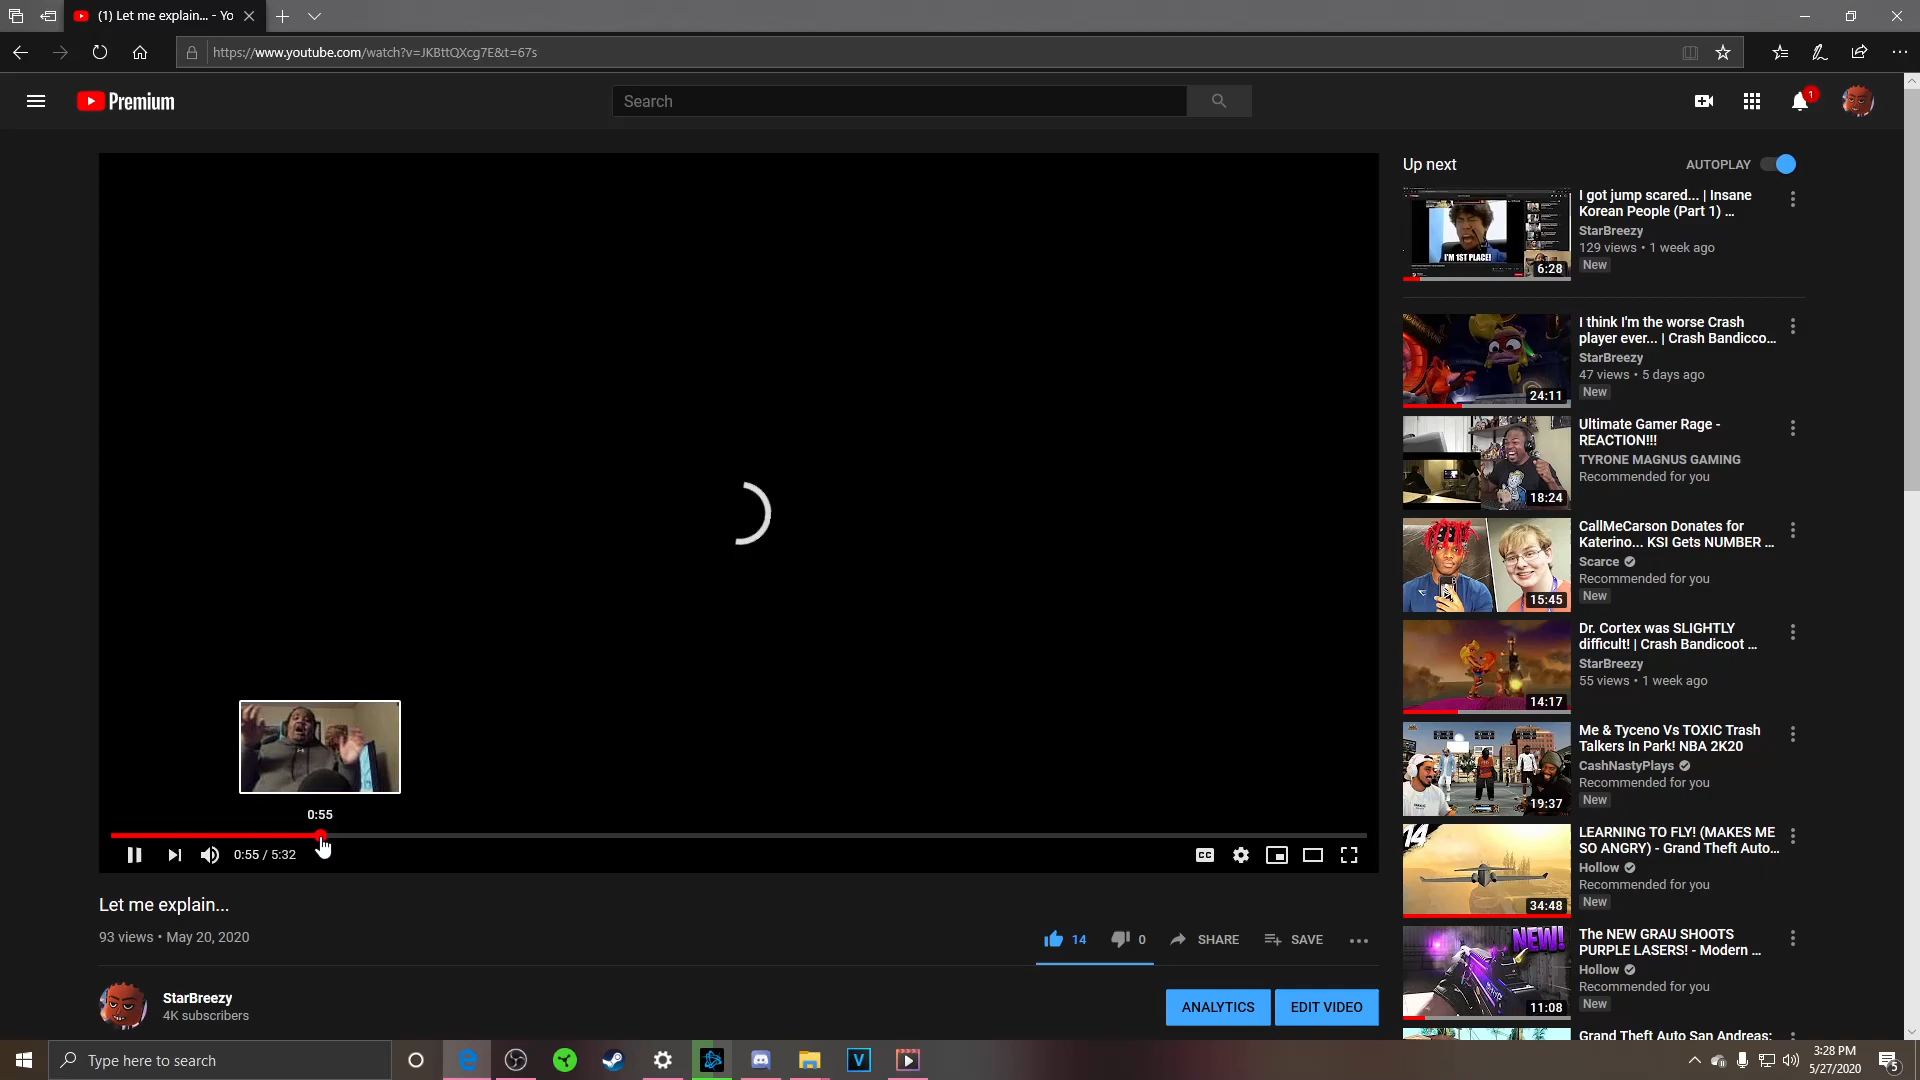 (1) Let me explain... - Yo
https://www.youtube.com/watch?v=JKBttQXcg7E&t=67s
Premium
Search
1
Up next
AUTOPLAY
I'M 1ST PLACE!
6:28
I got jump scared... | Insane
Korean People (Part 1) ...
StarBreezy
129 views • 1 week ago
New
24:11
I think I'm the worse Crash
player ever... | Crash Bandicco...
StarBreezy
47 views • 5 days ago
New
18:24
Ultimate Gamer Rage -
REACTION!!!
TYRONE MAGNUS GAMING
Recommended for you
15:45
CallMeCarson Donates for
Katerino... KSI Gets NUMBER ...
Scarce
Recommended for you
New
14:17
Dr. Cortex was SLIGHTLY
difficult! | Crash Bandicoot ...
StarBreezy
55 views • 1 week ago
19:37
Me & Tyceno Vs TOXIC Trash
Talkers In Park! NBA 2K20
CashNastyPlays
Recommended for you
New
14
34:48
LEARNING TO FLY! (MAKES ME
SO ANGRY) - Grand Theft Auto...
Hollow
Recommended for you
New
NEW!
11:08
The NEW GRAU SHOOTS
PURPLE LASERS! - Modern ...
Hollow
Recommended for you
New
Grand Theft Auto San Andreas:
0:55
0:55 / 5:32
CC
Let me explain...
93 views • May 20, 2020
14
0
SHARE
SAVE
StarBreezy
4K subscribers
ANALYTICS
EDIT VIDEO
Type here to search
V
3:28 PM
5/27/2020
5